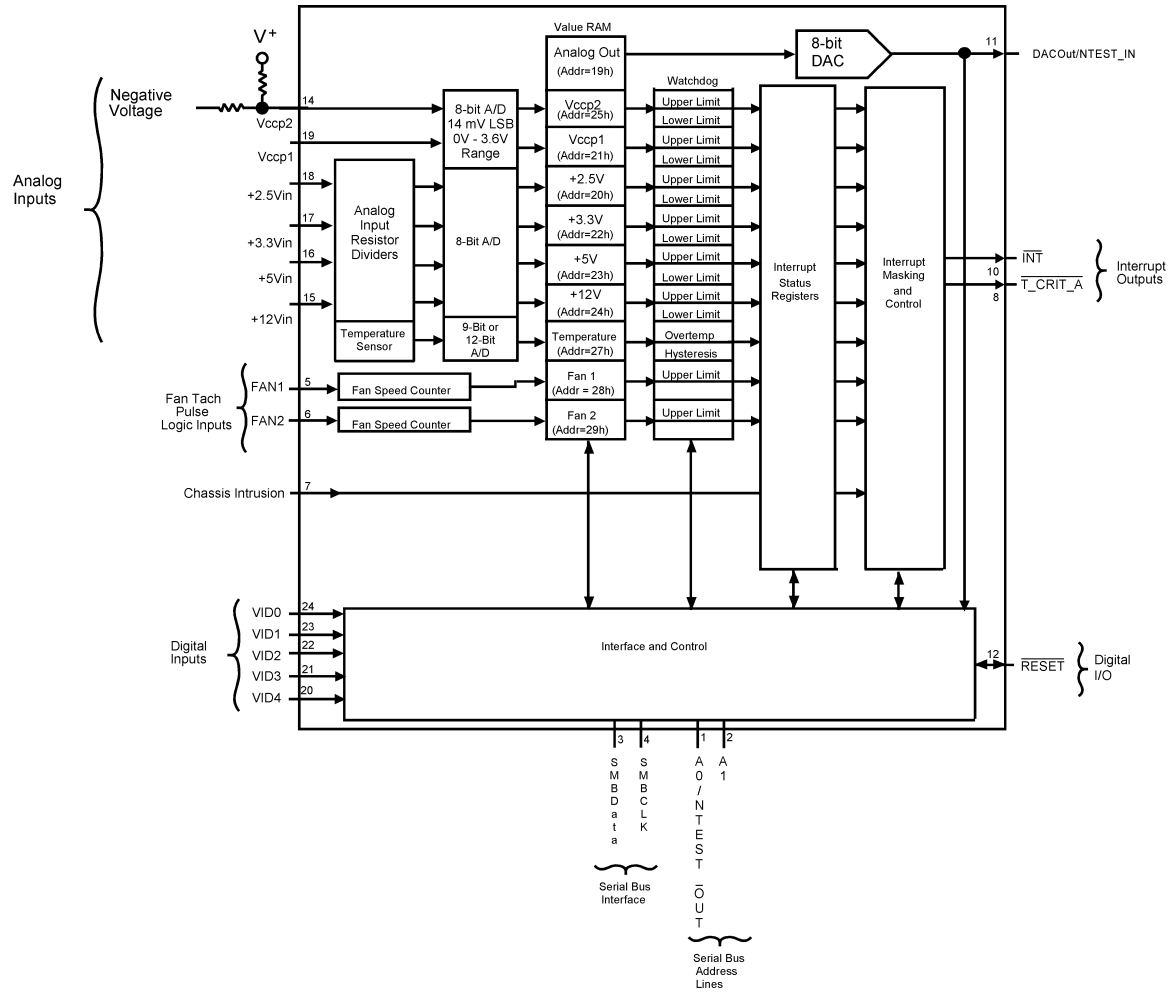 Value RAM
V+
Analog Out
(Addr=19h)
8-bit
DAC
11
DACOut/NTEST_IN
Watchdog
Negative
Voltage
14
Vccp2
19
Vccp1
8-bit A/D
14 mV LSB
0V - 3.6V
Range
Vccp2
(Addr=25h)
Upper Limit
Lower Limit
Vccp1
(Addr=21h)
Upper Limit
Lower Limit
Analog
Inputs
18
+2.5Vin
17
+3.3Vin
16
+5Vin
15
+12Vin
Analog
Input
Resistor
Dividers
8-Bit A/D
+2.5V
(Addr=20h)
Upper Limit
Lower Limit
+3.3V
(Addr=22h)
Upper Limit
Lower Limit
+5V
(Addr=23h)
Upper Limit
Lower Limit
+12V
(Addr=24h)
Upper Limit
Lower Limit
Interrupt
Status
Registers
Interrupt
Masking
and
Control
INT
10
T_CRIT_A
8
Interrupt
Outputs
Temperature
Sensor
9-Bit or
12-Bit
A/D
Temperature
(Addr=27h)
Overtemp
Hysteresis
Fan Tach
Pulse
Logic Inputs
FAN1
5
Fan Speed Counter
Fan 1
(Addr = 28h)
Upper Limit
FAN2
6
Fan Speed Counter
Fan 2
(Addr=29h)
Upper Limit
Chassis Intrusion
7
Digital
Inputs
VID0
24
VID1
23
VID2
22
VID3
21
VID4
20
Interface and Control
12
RESET
Digital
I/O
3
SMBData
4
SMBCLK
1
A0/NTEST OUT
2
A1
Serial Bus
Interface
Serial Bus
Address
Lines